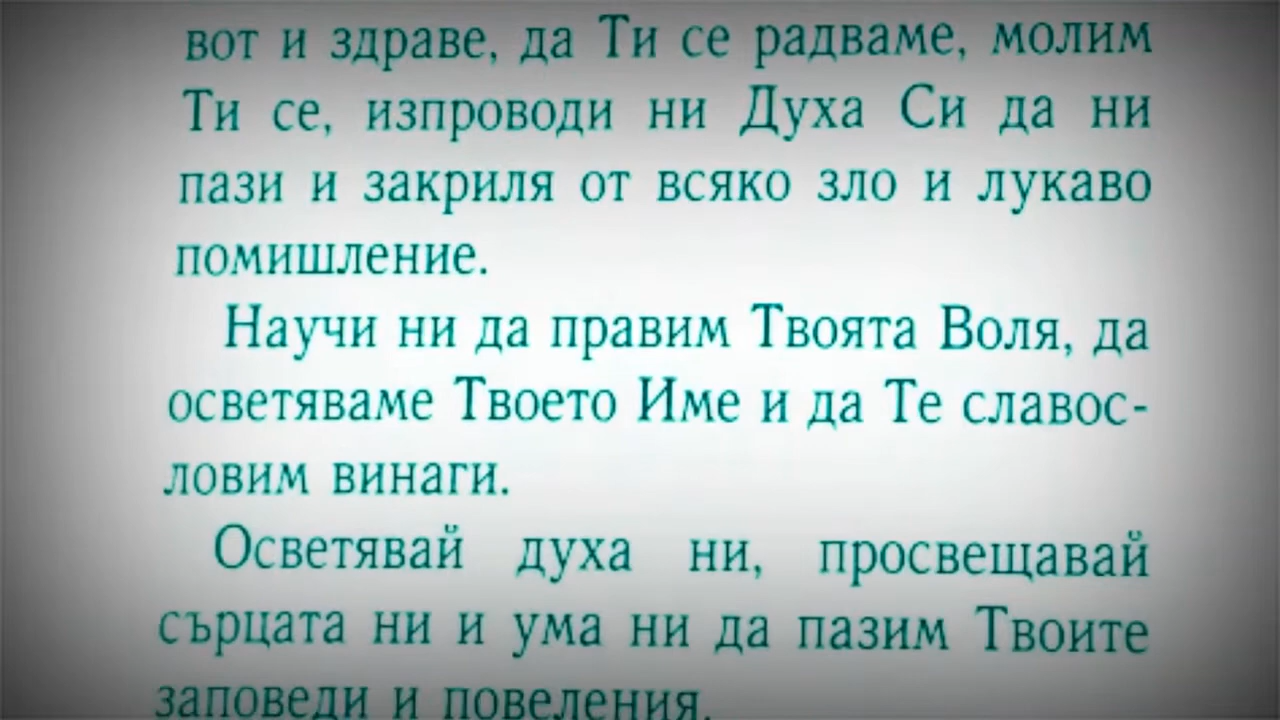 вот и здраве, да Ти се радваме, молим
Ти се, изпроводи ни Духа Си да ни
пази и закриля от всяко зло и лукаво
помишление.
Научи ни да правим Твоята Воля, да
осветяваме Твоето Име и да Те славос-
ловим винаги.
Осветявай духа ни, просвещавай
сърцата ни и ума ни да пазим Твоите
заповеди и повеления.